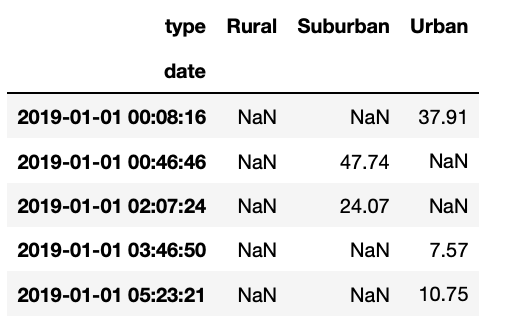 type Rural Suburban Urban
date
2019-01-01 00:08:16 NaN NaN 37.91
2019-01-01 00:46:46 NaN 47.74 NaN
2019-01-01 02:07:24 NaN 24.07 NaN
2019-01-01 03:46:50 NaN NaN 7.57
2019-01-01 05:23:21 NaN NaN 10.75